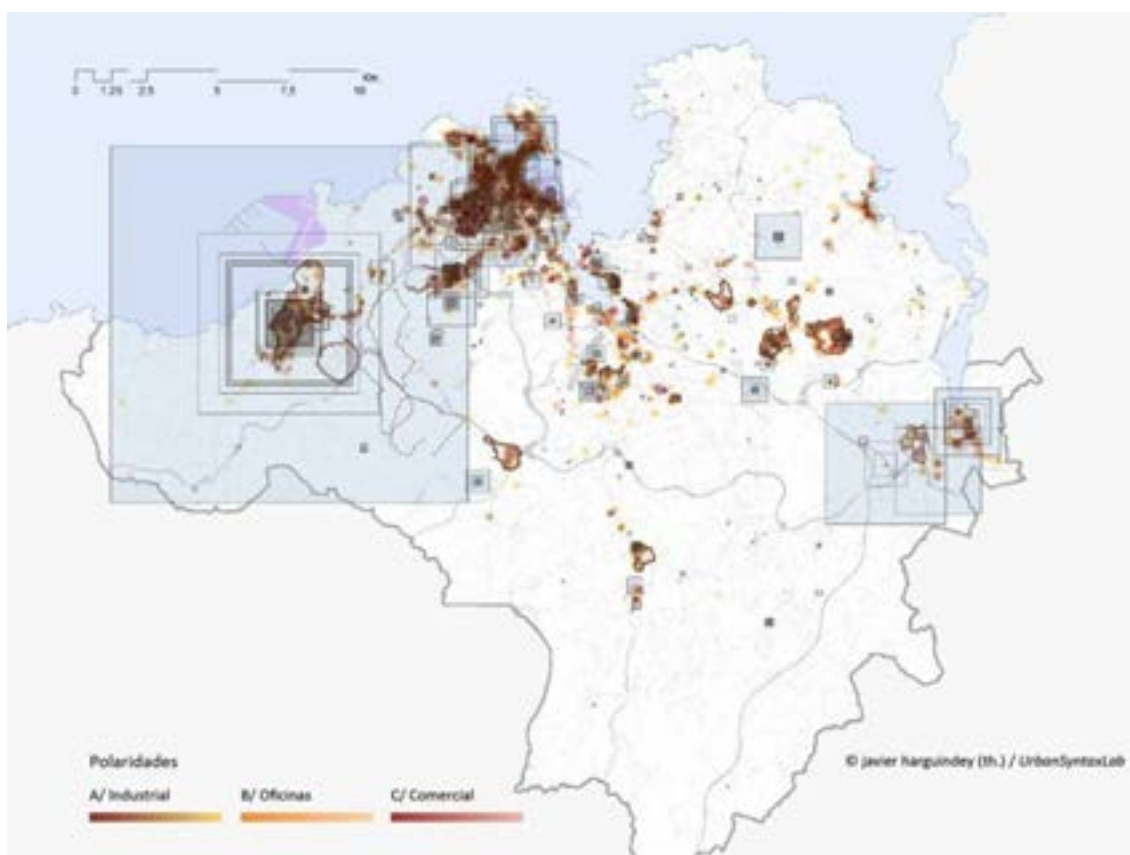 Km.
0 1.25 2.5 5 7.5 10
Polaridades
© javier harguindey (th.) / UrbanSyntaxLab
A/ Industrial B/ Oficinas C/ Comercial